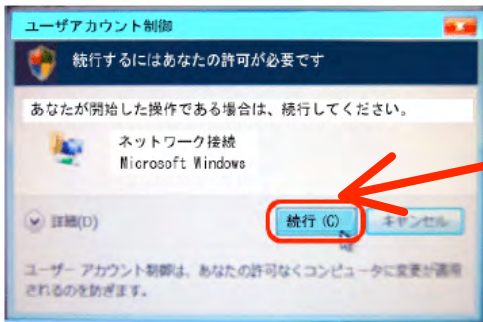 ユーザアカウント制御
続行するにはあなたの許可が必要です
あなたが開始した操作である場合は、続行してください。
ネットワーク接続
Microsoft Windows
詳細(D)
続行 (C)
キャンセル
ユーザー アカウント制御は、あなたの許可なくコンピュータに変更が適用
されるのを防ぎます。